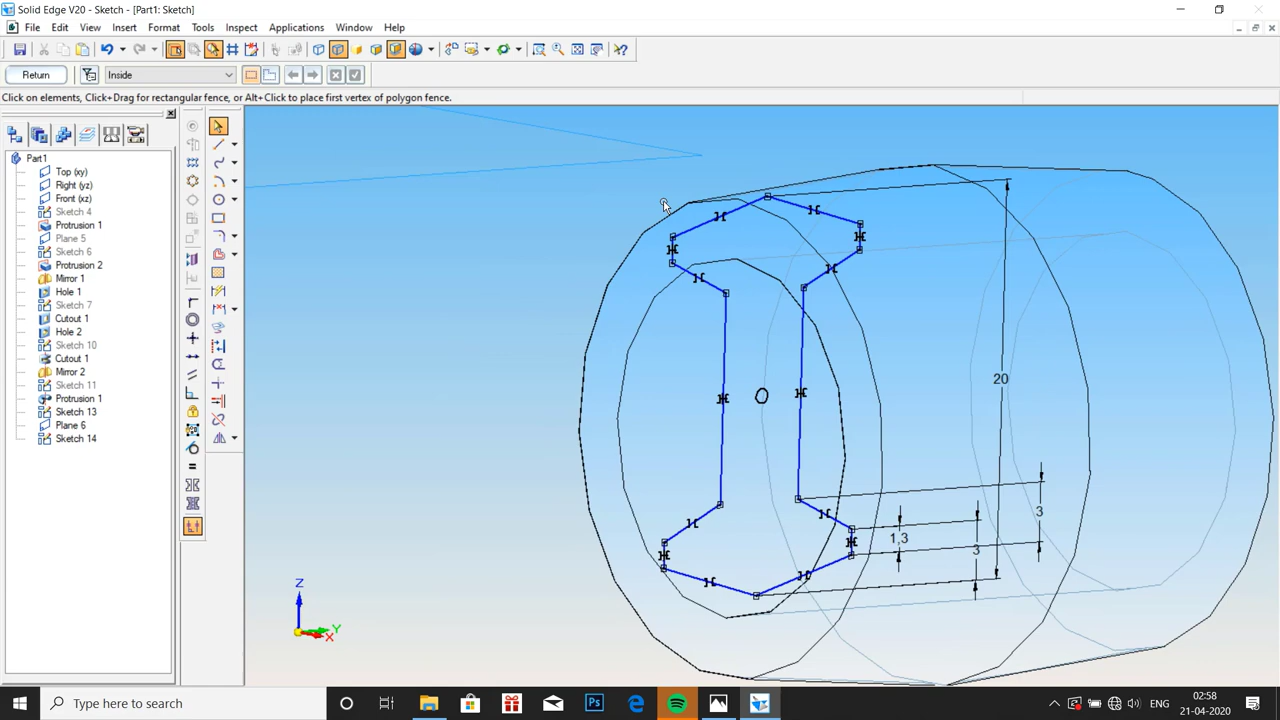 Solid Edge V20 - Sketch - [Part1: Sketch]
File Edit View Insert Format Tools Inspect Applications Window Help
Return Inside
Click on elements, Click+Drag for rectangular fence, or Alt+Click to place first vertex of polygon fence.
Part1
Top (xy)
Right (yz)
Front (xz)
Sketch 4
Protrusion 1
Plane 5
Sketch 6
Protrusion 2
Mirror 1
Hole 1
Sketch 7
Cutout 1
Hole 2
Sketch 10
Cutout 1
Mirror 2
Sketch 11
Protrusion 1
Sketch 13
Plane 6
Sketch 14
20
3
1,3
3
Z
Y
X
Type here to search
Ps
ENG
02:58
21-04-2020